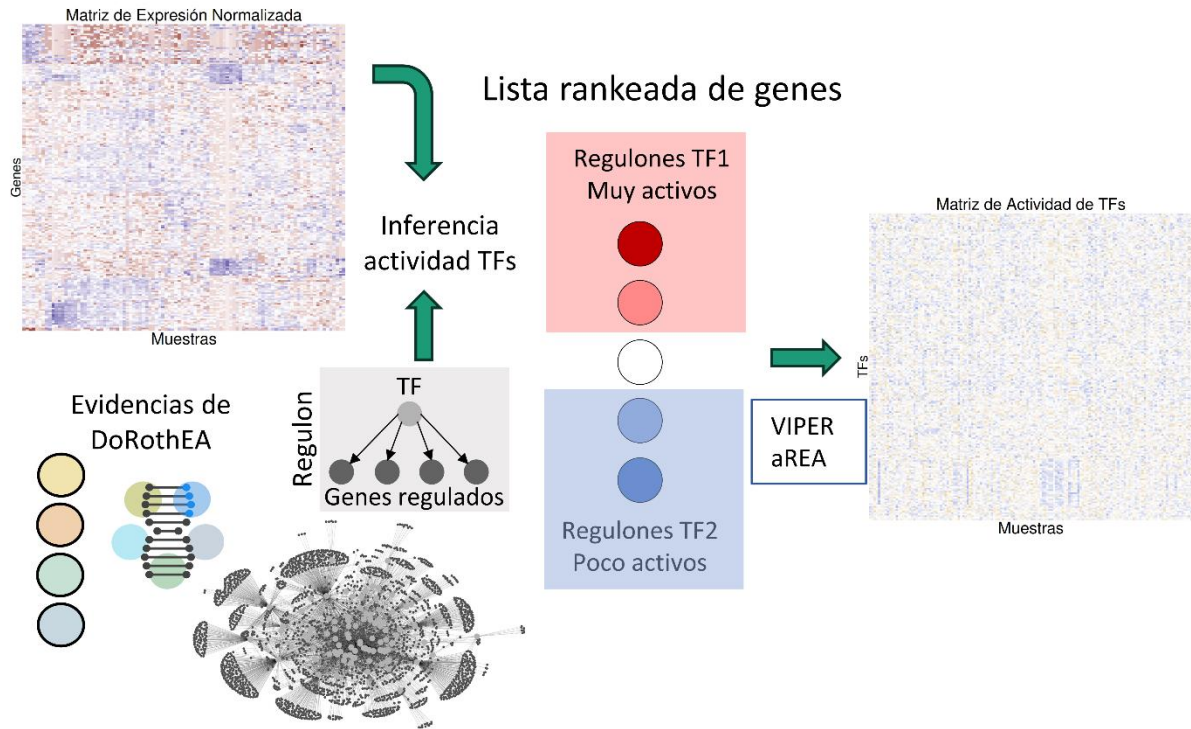 Matriz de Expresión Normalizada
Genes
Muestras
Lista rankeada de genes
Inferencia
actividad TFs
Regulones TF1
Muy activos
Regulones TF2
Poco activos
Evidencias de
DoRothEA
Regulon
TF
Genes regulados
VIPER
aREA
Matriz de Actividad de TFs
TFs
Muestras